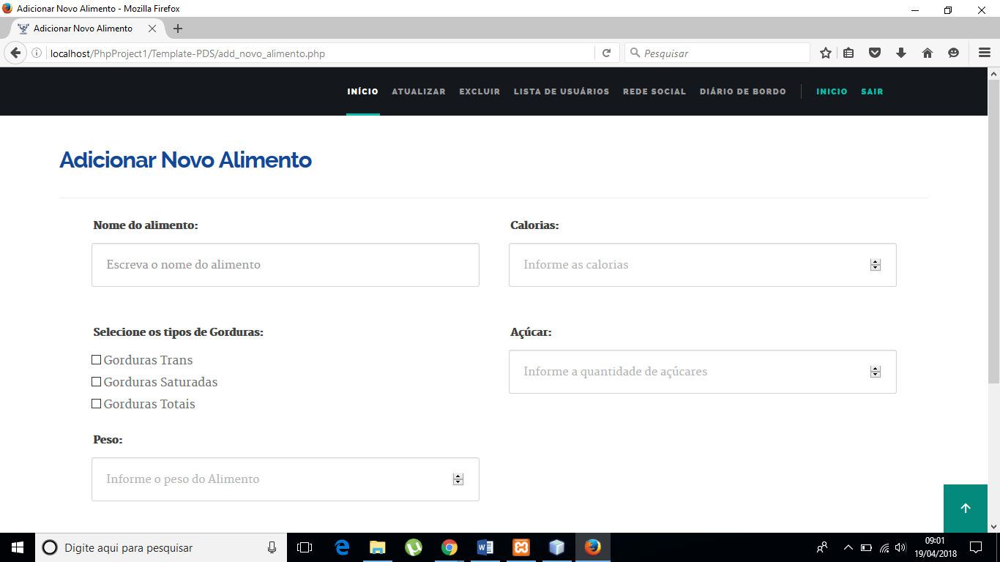 Adicionar Novo Alimento - Mozilla Firefox
Adicionar Novo Alimento
localhost/PhpProject1/Template-PDS/add_novo_alimento.php
Pesquisar
INÍCIO ATUALIZAR EXCLUIR LISTA DE USUÁRIOS REDE SOCIAL DIÁRIO DE BORDO INICIO SAIR
Adicionar Novo Alimento
Nome do alimento:
Escreva o nome do alimento
Calorias:
Informe as calorias
Selecione os tipos de Gorduras:
Gorduras Trans
Gorduras Saturadas
Gorduras Totais
Açúcar:
Informe a quantidade de açúcares
Peso:
Informe o peso do Alimento
Digite aqui para pesquisar
09:01
19/04/2018